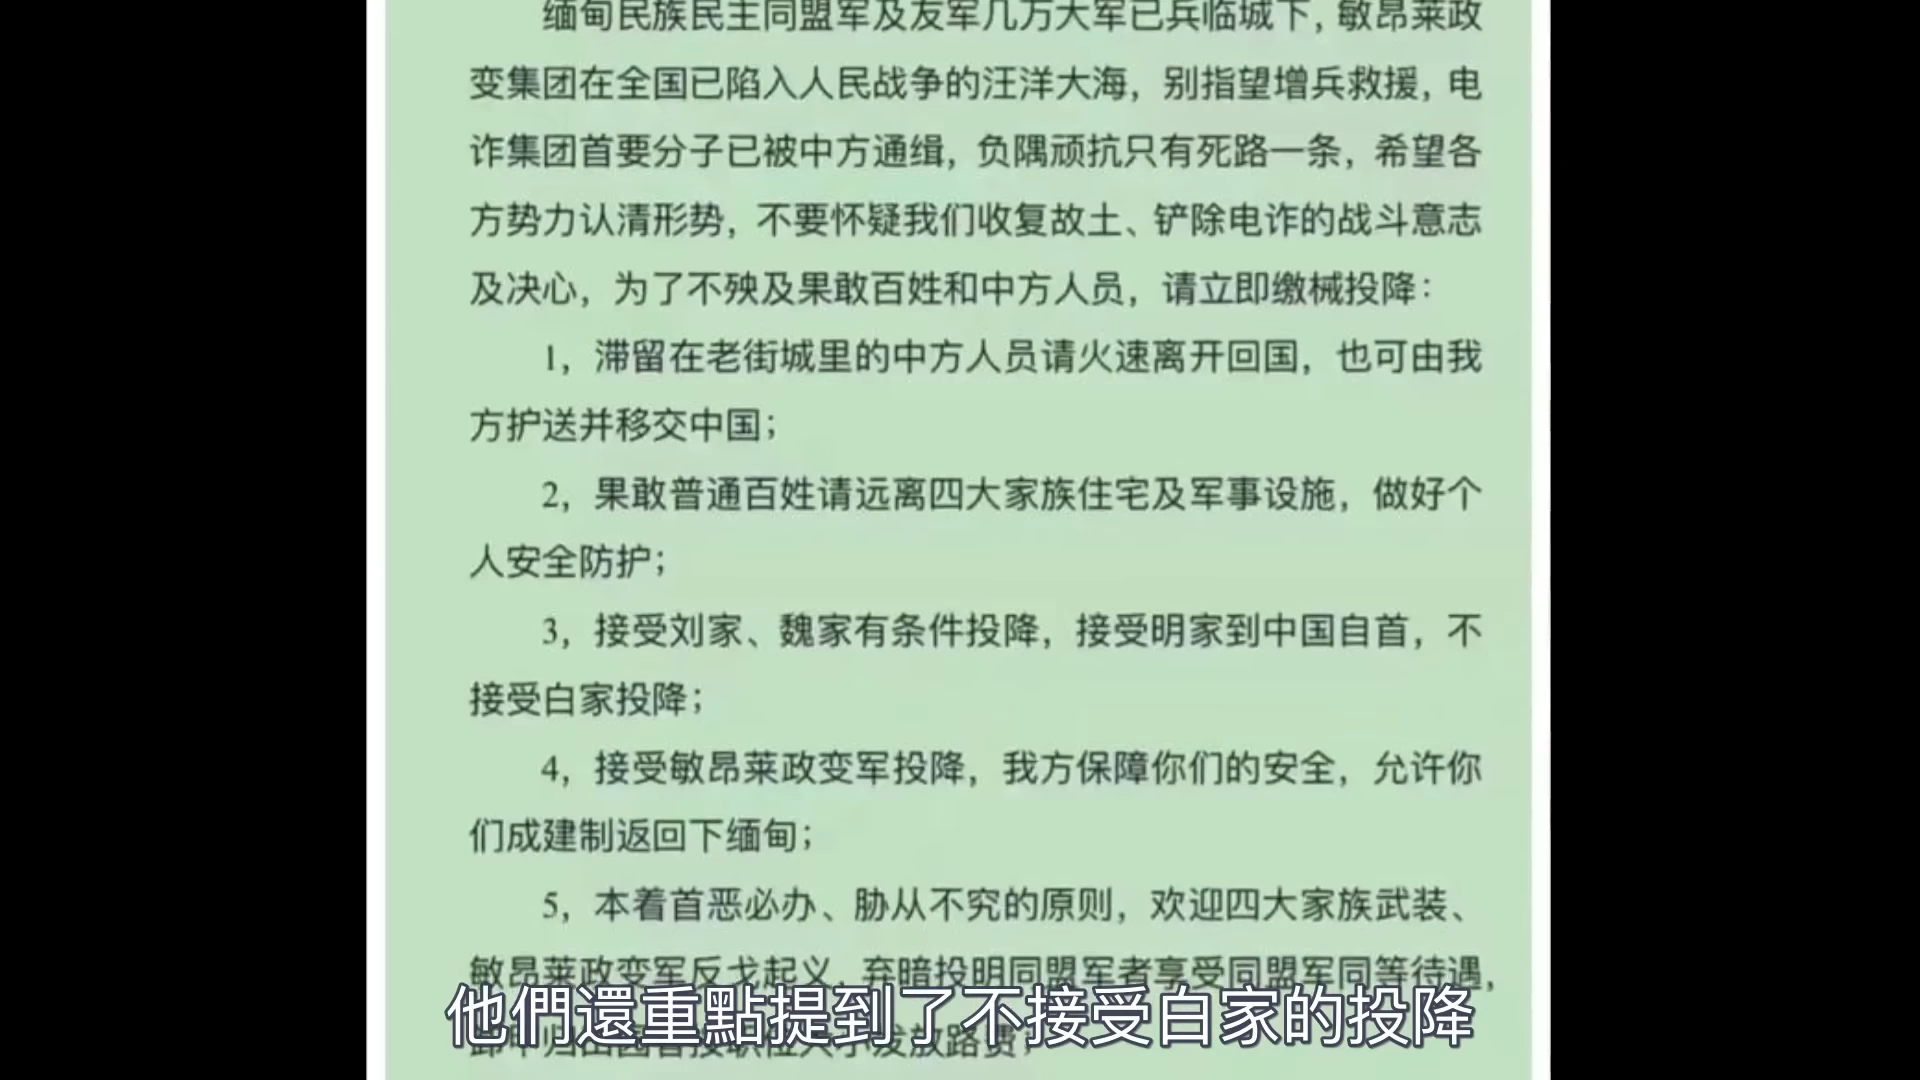 缅甸民族民主同盟军及友军几万大军已兵临城下，敏昂莱政
变集团在全国已陷入人民战争的汪洋大海，别指望增兵救援，电
诈集团首要分子已被中方通缉，负隅顽抗只有死路一条，希望各
方势力认清形势，不要怀疑我们收复故土、铲除电诈的战斗意志
及决心，为了不殃及果敢百姓和中方人员，请立即缴械投降：
1，滞留在老街城里的中方人员请火速离开回国，也可由我
方护送并移交中国；
2，果敢普通百姓请远离四大家族住宅及军事设施，做好个
人安全防护；
3，接受刘家、魏家有条件投降，接受明家到中国自首，不
接受白家投降；
4，接受敏昂莱政变军投降，我方保障你们的安全，允许你
们成建制返回下缅甸；
5，本着首恶必办、胁从不究的原则，欢迎四大家族武装、
敏昂莱政变军反戈起义，弃暗投明同盟军者享受同盟军同等待遇，
他們還重點提到了不接受白家的投降